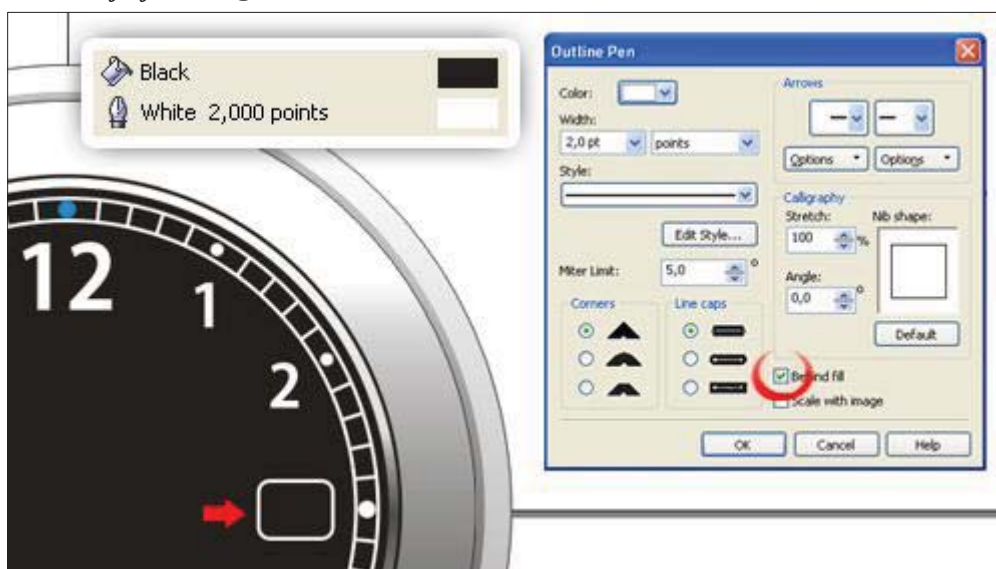 Black
White 2,000 points
12
1
2
Outline Pen
Color:
Width:
2,0 pt
points
Style:
Edit Style...
Miter Limit:
5,0
°
Corners
Line caps
Arrows
Options
Options
Calligraphy
Stretch:
100
%
Nib shape:
Angle:
0,0
°
Default
Behind fill
Scale with image
OK
Cancel
Help